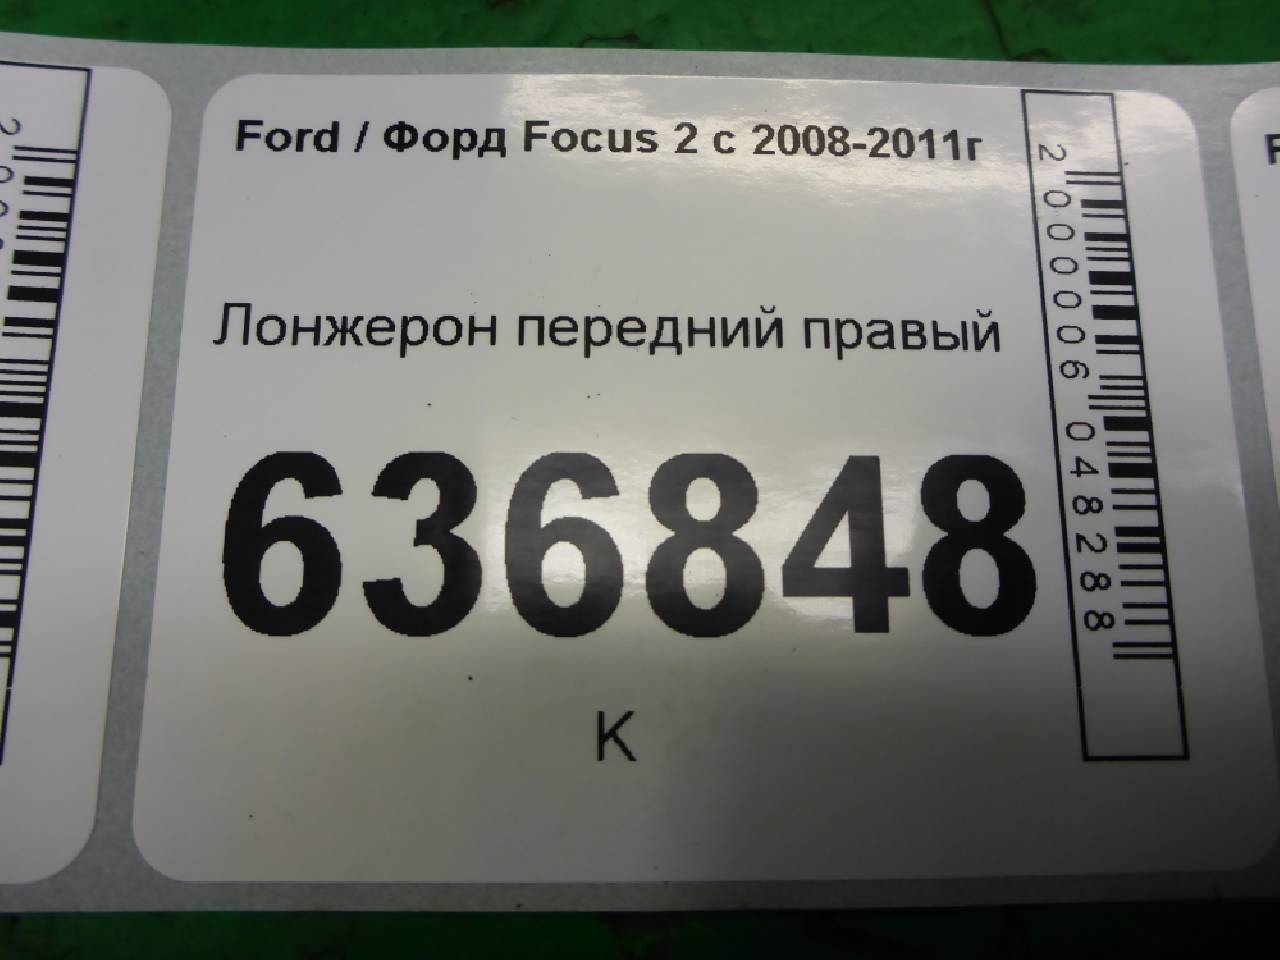 Ford / Форд Focus 2 с 2008-2011г
Лонжерон передний правый
636848
К
2000006048288